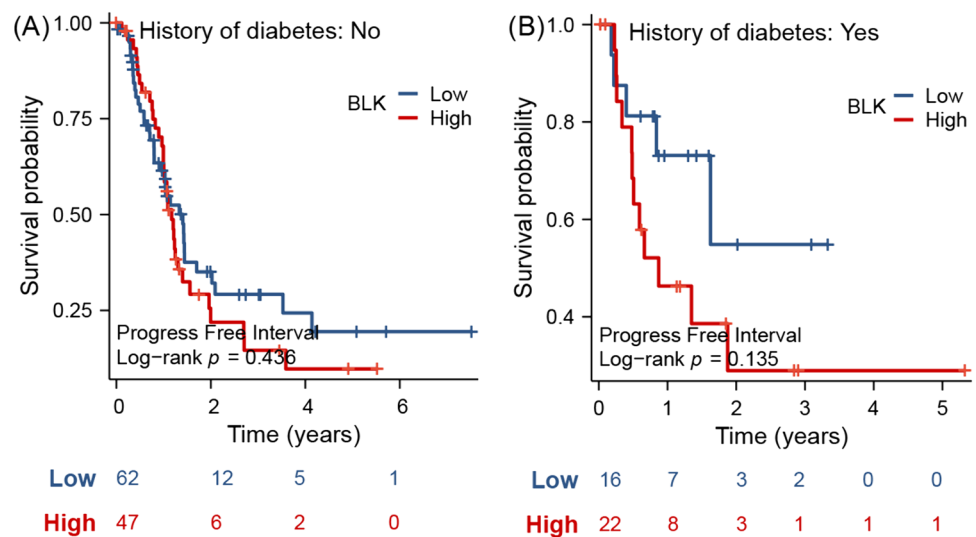 (A)
History of diabetes: No
BLK
Low
High
Survival probability
1.00
0.75
0.50
0.25
Progress Free Interval
Log-rank p = 0.436
0 2 4 6
Time (years)
Low 62 12 5 1
High 47 6 2 0
(B)
History of diabetes: Yes
BLK
Low
High
Survival probability
1.0
0.8
0.6
0.4
Progress Free Interval
Log-rank p = 0.135
0 1 2 3 4 5
Time (years)
Low 16 7 3 2 0 0
High 22 8 3 1 1 1